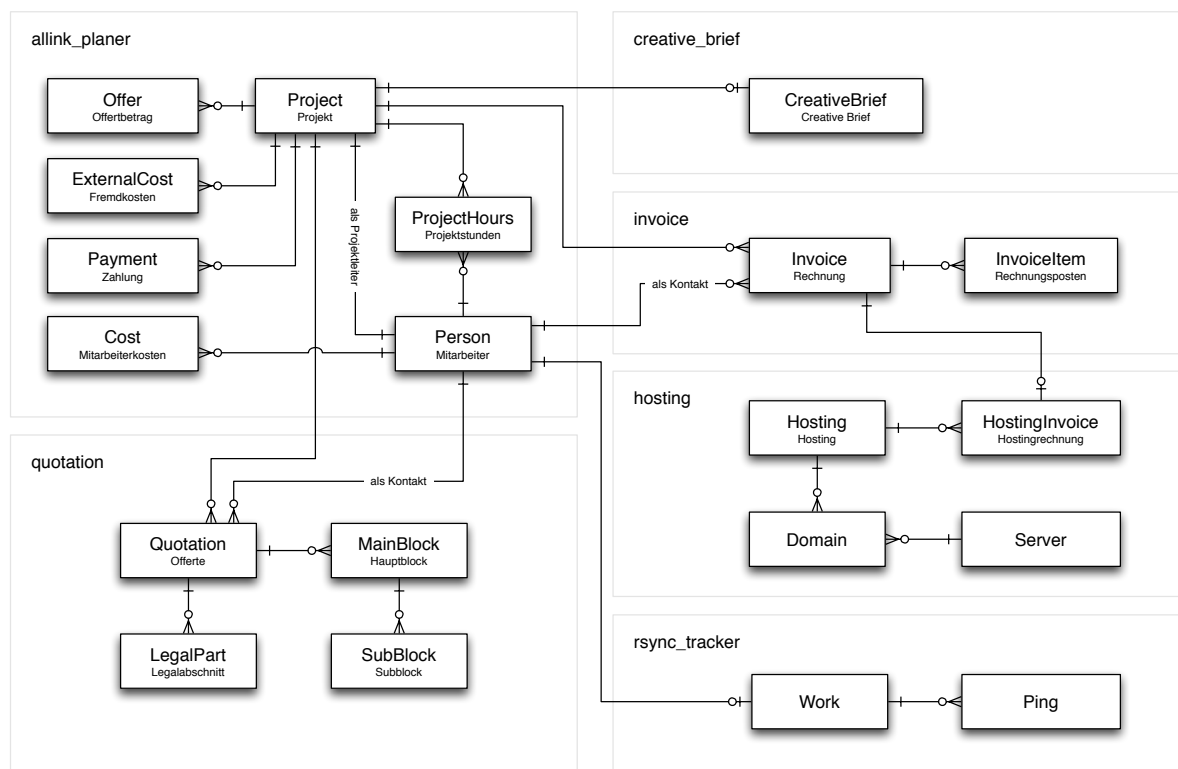 allink_planer
Offer
Offertbetrag
Project
Projekt
ExternalCost
Fremdkosten
ProjectHours
Projektstunden
als Projektleiter
Payment
Zahlung
Cost
Mitarbeiterkosten
Person
Mitarbeiter
quotation
als Kontakt
Quotation
Offerte
MainBlock
Hauptblock
LegalPart
Legalabschnitt
SubBlock
Subblock
creative_brief
CreativeBrief
Creative Brief
invoice
Invoice
Rechnung
InvoiceItem
Rechnungsposten
als Kontakt
hosting
Hosting
Hosting
HostingInvoice
Hostingrechnung
Domain
Server
rsync_tracker
Work
Ping